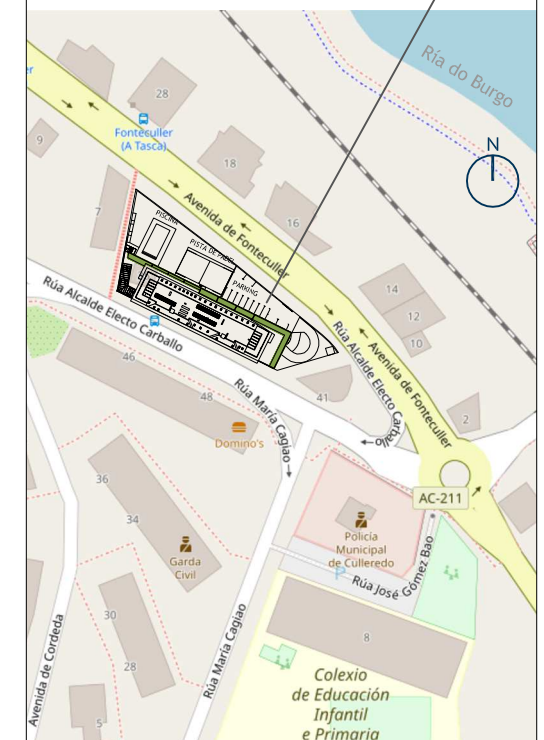 Ría do Burgo
N
er
28
Fonteculler
(A Tasca)
9
18
7
Avenida de Fonteculler
16
PISCINA
PISTA DE PADEL
PARKING
14
12
10
Rúa Alcalde Electo Carballo
Rúa Alcalde Electo Carballo
Avenida de Fonteculler
46
48
41
2
Rúa María Cagiao
Domino's
AC-211
36
34
Policía
Municipal
de Culleredo
Garda
Civil
P
Rúa José Gómez Bao
30
28
8
Rúa María Cagiao
Avenida de Cordeda
5
Colexio
de Educación
Infantil
e Primaria